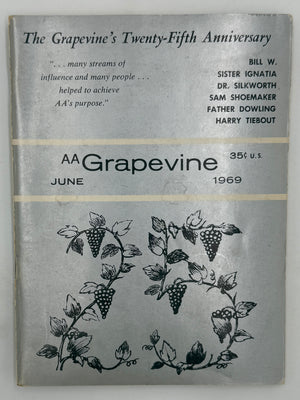 The Grapevine's Twenty-Fifth Anniversary
". . . many streams of
influence and many people . . .
helped to achieve
AA's purpose."
BILL W.
SISTER IGNATIA
DR. SILKWORTH
SAM SHOEMAKER
FATHER DOWLING
HARRY TIEBOUT
AA Grapevine 35¢ U.S.
JUNE 1969
25